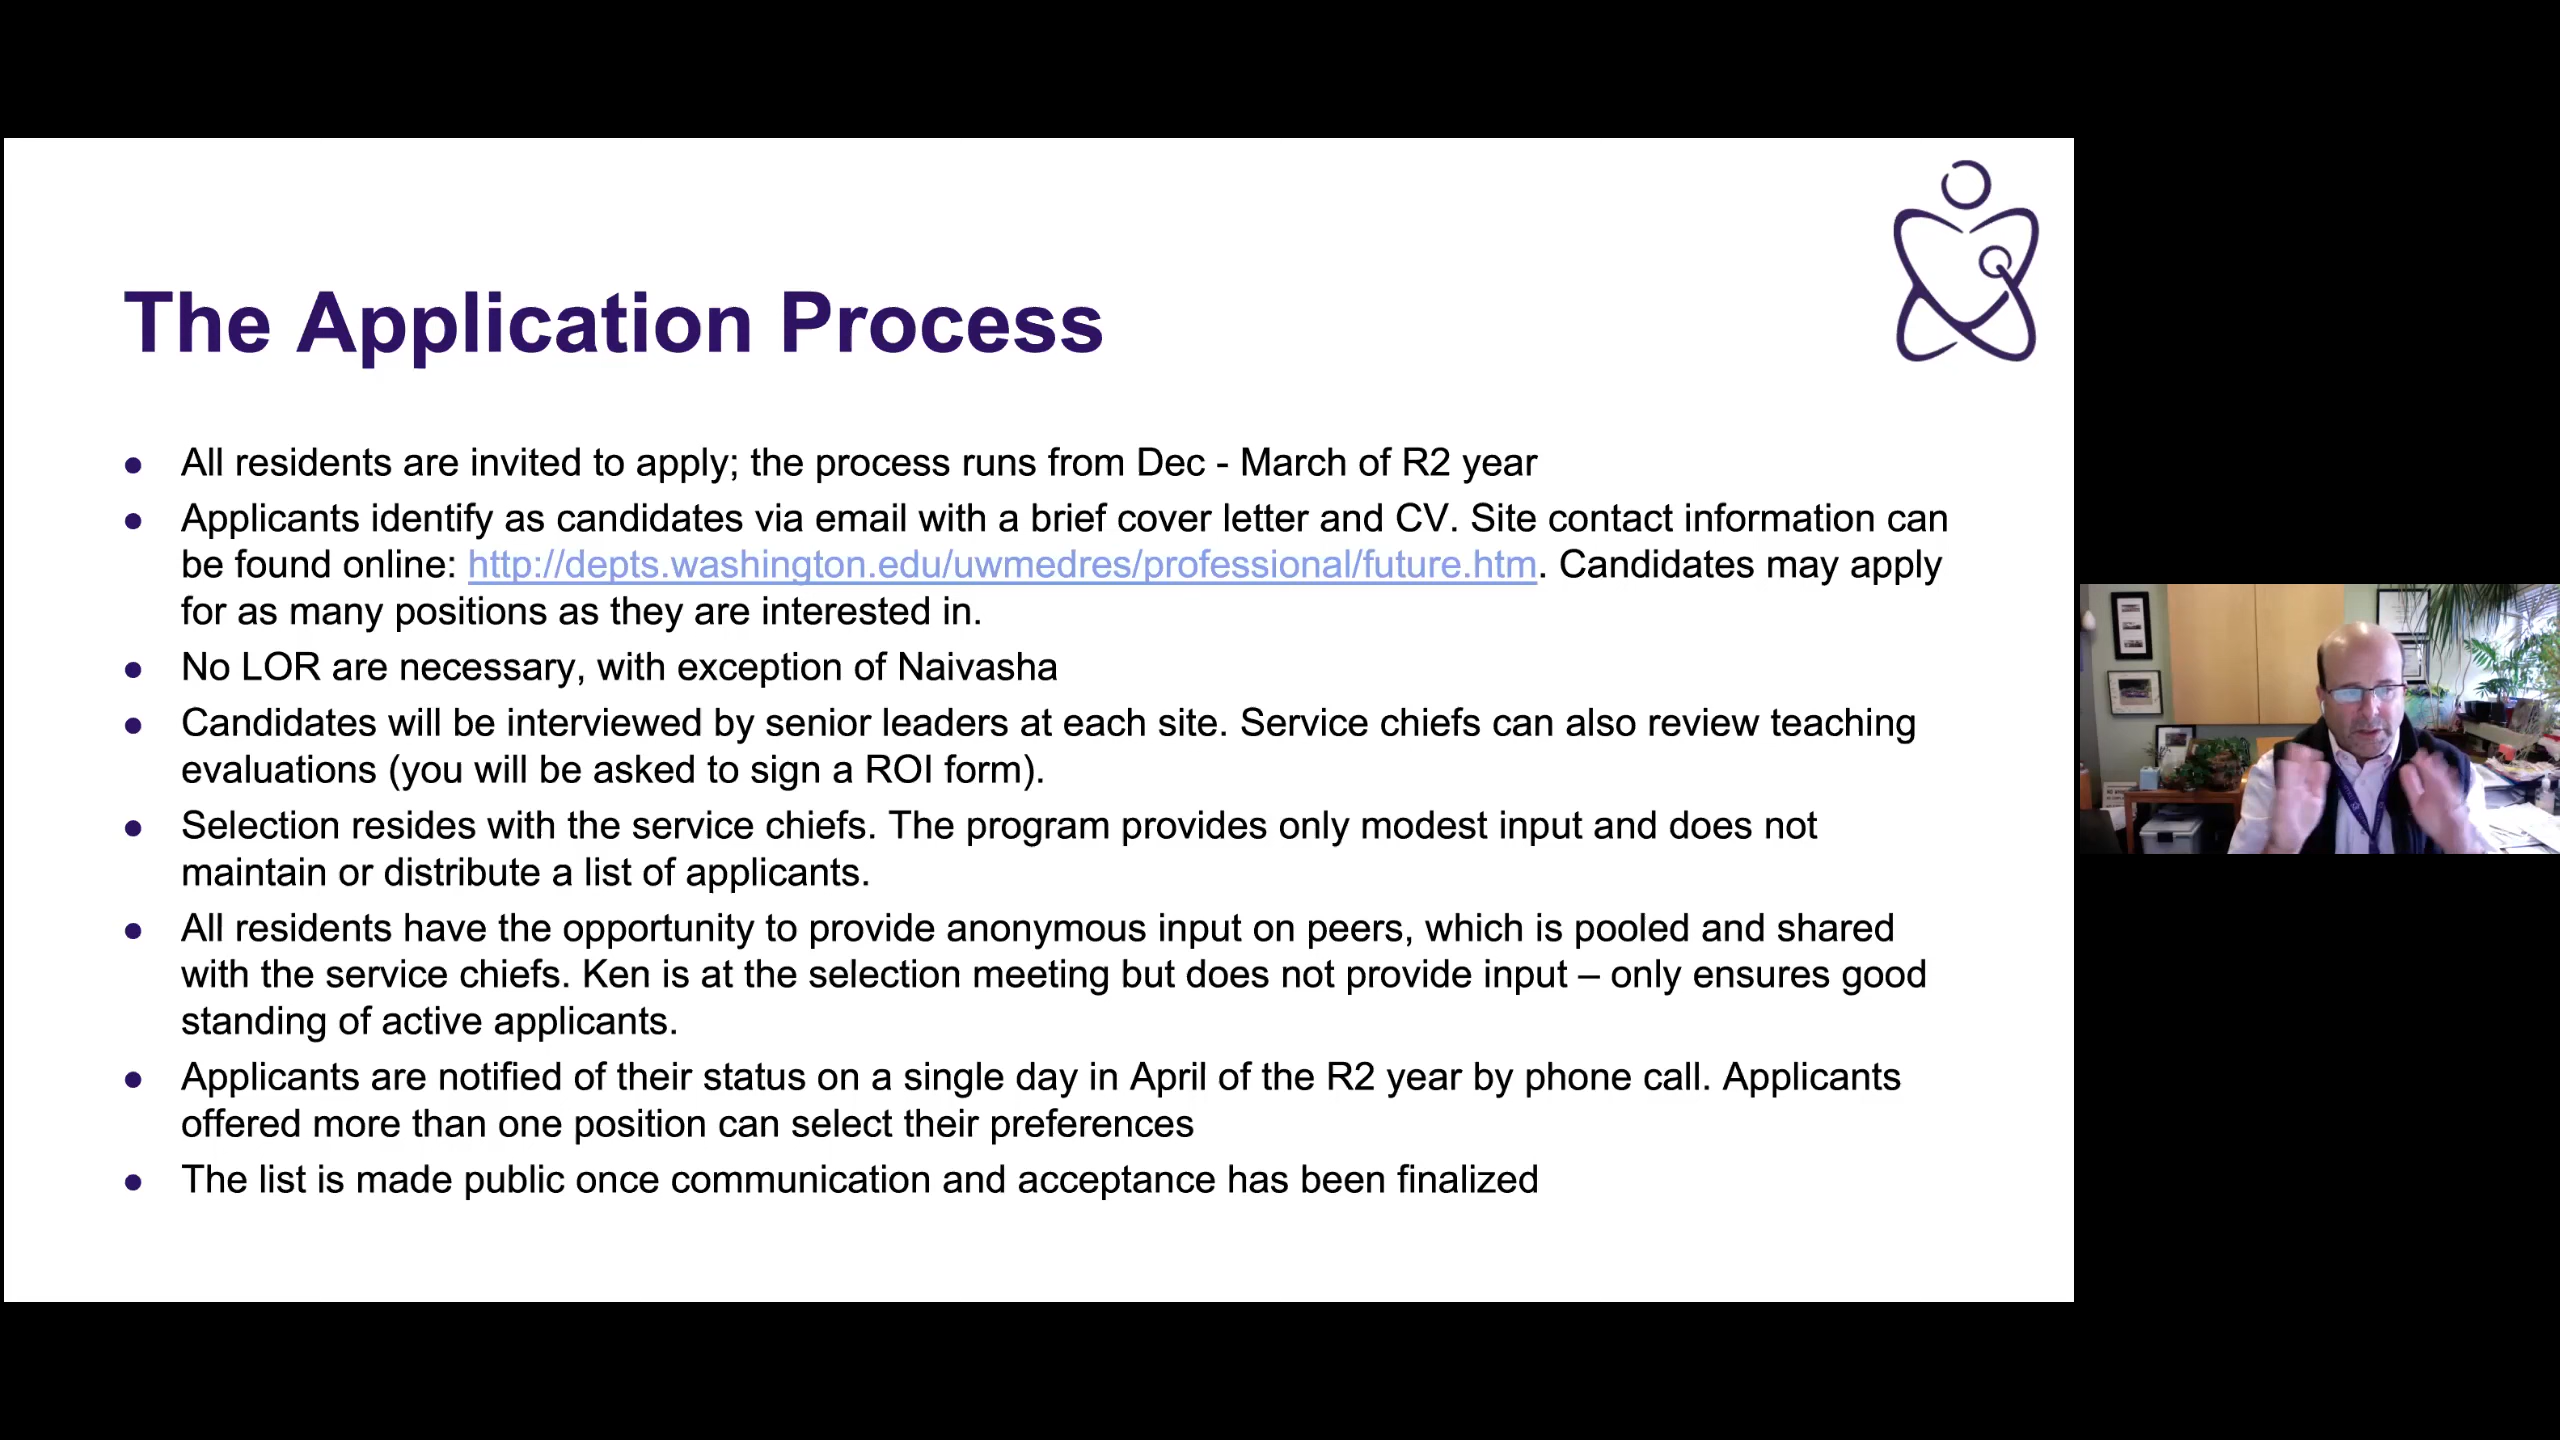 The Application Process
● All residents are invited to apply; the process runs from Dec - March of R2 year
● Applicants identify as candidates via email with a brief cover letter and CV. Site contact information can
be found online: http://depts.washington.edu/uwmedres/professional/future.htm. Candidates may apply
for as many positions as they are interested in.
● No LOR are necessary, with exception of Naivasha
● Candidates will be interviewed by senior leaders at each site. Service chiefs can also review teaching
evaluations (you will be asked to sign a ROI form).
● Selection resides with the service chiefs. The program provides only modest input and does not
maintain or distribute a list of applicants.
● All residents have the opportunity to provide anonymous input on peers, which is pooled and shared
with the service chiefs. Ken is at the selection meeting but does not provide input – only ensures good
standing of active applicants.
● Applicants are notified of their status on a single day in April of the R2 year by phone call. Applicants
offered more than one position can select their preferences
● The list is made public once communication and acceptance has been finalized